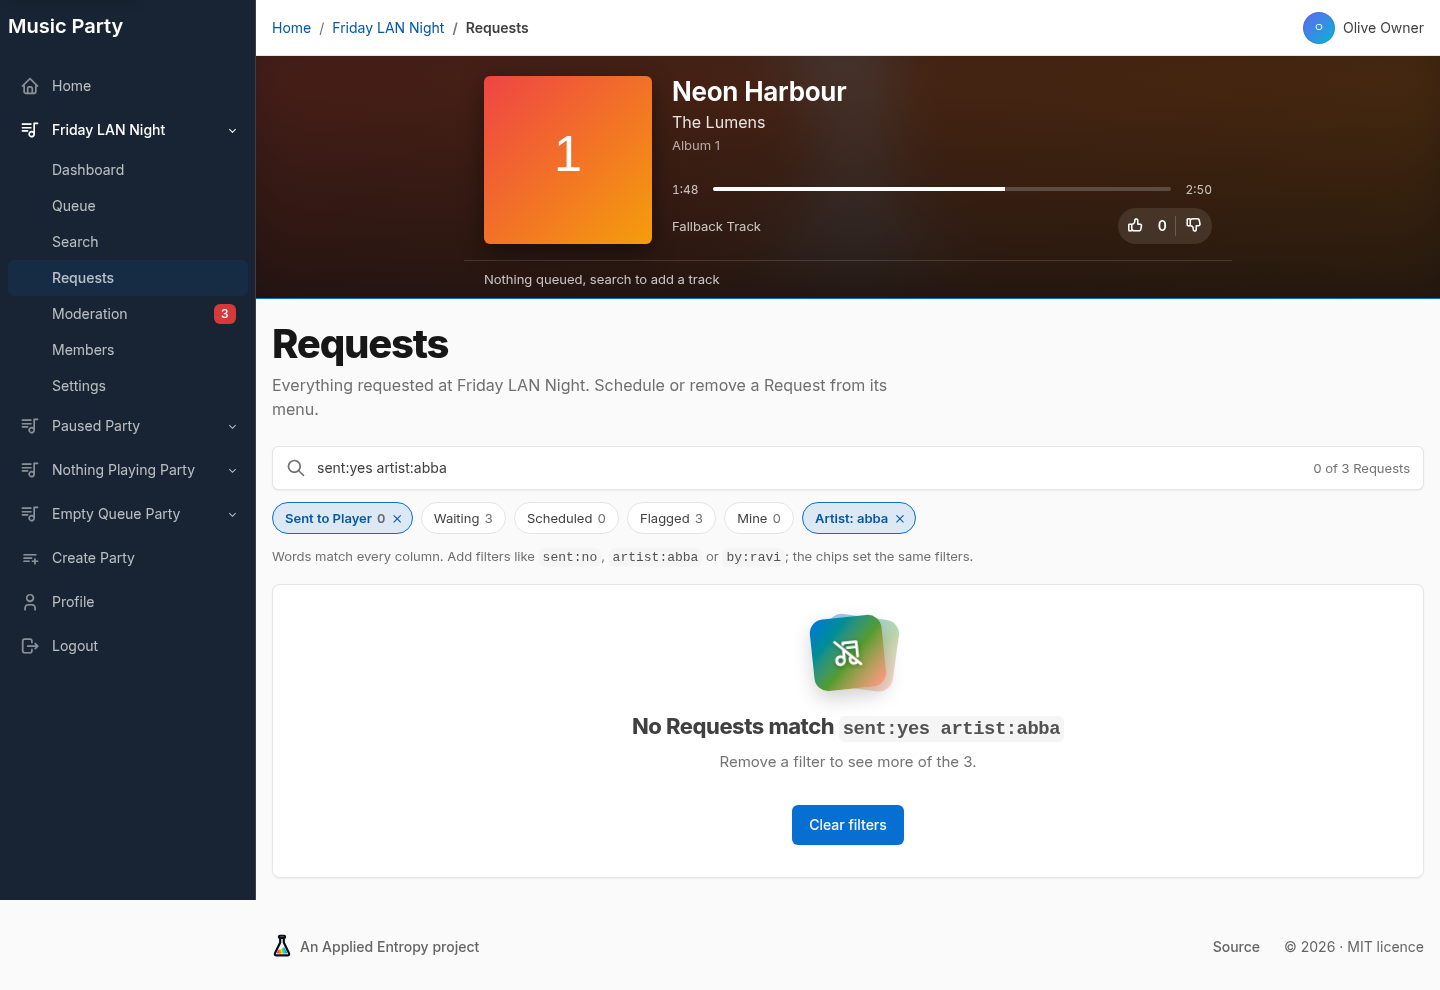 Music Party
Home
Friday LAN Night
Dashboard
Queue
Search
Requests
Moderation 3
Members
Settings
Paused Party
Nothing Playing Party
Empty Queue Party
Create Party
Profile
Logout
Home / Friday LAN Night / Requests
O Olive Owner
1
Neon Harbour
The Lumens
Album 1
1:48 2:50
Fallback Track
0
Nothing queued, search to add a track
Requests
Everything requested at Friday LAN Night. Schedule or remove a Request from its
menu.
sent:yes artist:abba
0 of 3 Requests
Sent to Player 0 × Waiting 3 Scheduled 0 Flagged 3 Mine 0 Artist: abba ×
Words match every column. Add filters like sent:no, artist:abba or by:ravi; the chips set the same filters.
No Requests match sent:yes artist:abba
Remove a filter to see more of the 3.
Clear filters
An Applied Entropy project
Source © 2026 · MIT licence